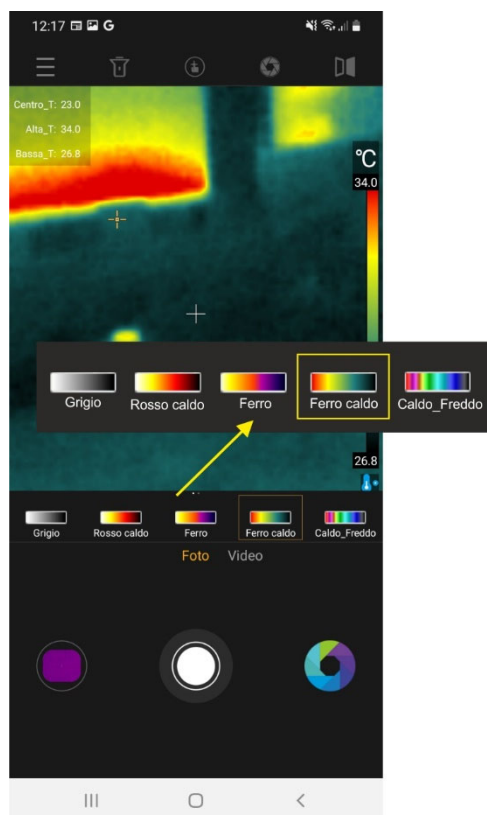 12:17 G
Centro_T: 23.0
Alta_T: 34.0
Bassa_T: 26.8
°C
34.0
Grigio Rosso caldo Ferro Ferro caldo Caldo_Freddo
26.8
Grigio Rosso caldo Ferro Ferro caldo Caldo_Freddo
Foto Video